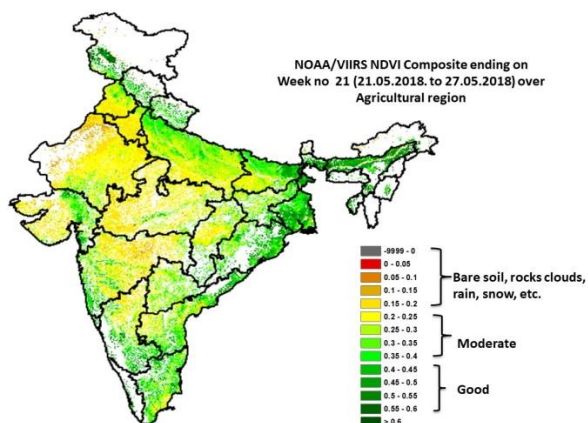 NOAA/VIIRS NDVI Composite ending on
Week no 21 (21.05.2018. to 27.05.2018) over
Agricultural region
-9999 - 0
0 - 0.05
0.05 - 0.1
0.1 - 0.15
0.15 - 0.2
0.2 - 0.25
0.25 - 0.3
0.3 - 0.35
0.35 - 0.4
0.4 - 0.45
0.45 - 0.5
0.5 - 0.55
0.55 - 0.6
> 0.6
Bare soil, rocks clouds,
rain, snow, etc.
Moderate
Good